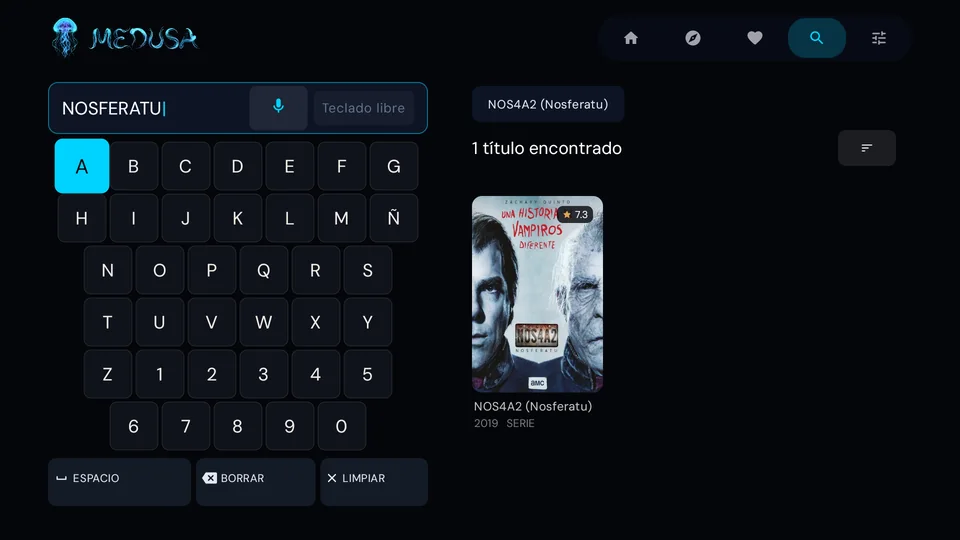 MEDUSA
NOSFERATU
Teclado libre
A B C D E F G
H I J K L M Ñ
N O P Q R S
T U V W X Y
Z 1 2 3 4 5
6 7 8 9 0
ESPACIO BORRAR LIMPIAR
NOS4A2 (Nosferatu)
1 título encontrado
ZACHARY QUINTO
7.3
UNA HISTORIA
VAMPIROS
DIFERENTE
NOS4A2
NOSFERATU
amc
NOS4A2 (Nosferatu)
2019 SERIE